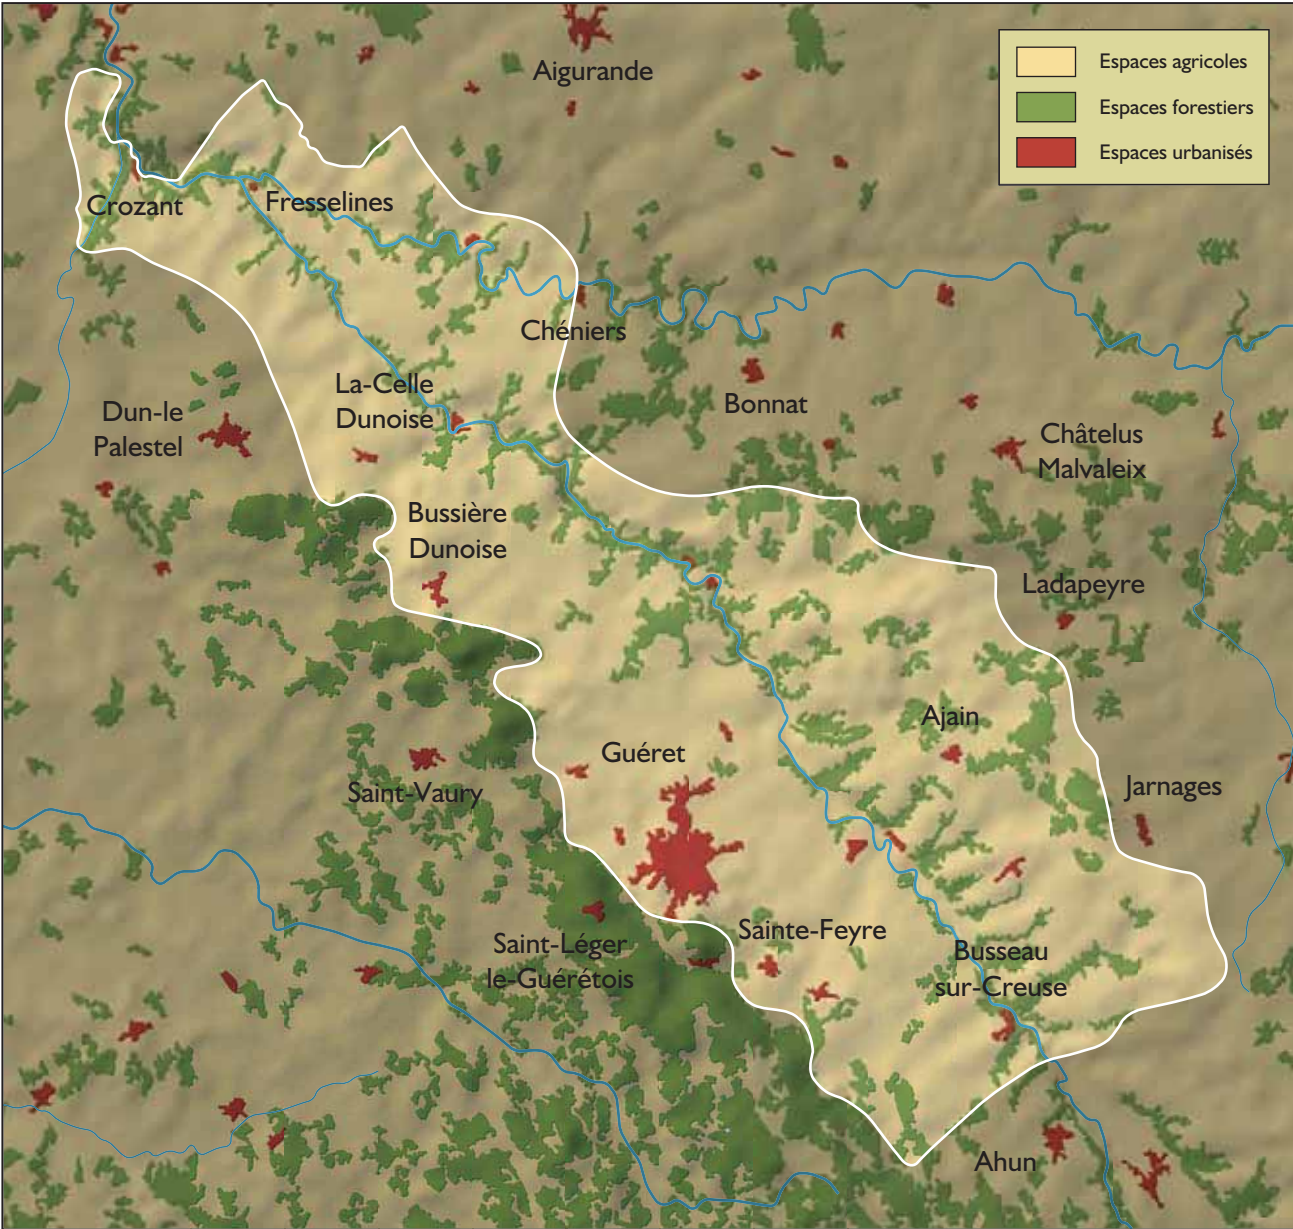 Aigurande
Espaces agricoles
Espaces forestiers
Espaces urbanisés
Crozant
Fresselines
Chéniers
La-Celle
Dunoise
Dun-le
Palestel
Bonnat
Châtelus
Malvaleix
Bussière
Dunoise
Ladapeyre
Ajain
Guéret
Saint-Vaury
Jarnages
Sainte-Feyre
Saint-Léger
le-Guérétois
Busseau
sur-Creuse
Ahun